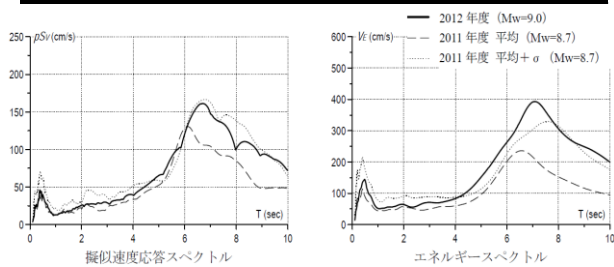 2012 年度（Mw=9.0）
2011 年度 平均（Mw=8.7）
2011 年度 平均＋σ（Mw=8.7）
250 pSv (cm/s)
200
150
100
50
0
0 2 4 6 8 10
T (sec)
擬似速度応答スペクトル
600 VE (cm/s)
500
400
300
200
100
0
0 2 4 6 8 10
T (sec)
エネルギースペクトル